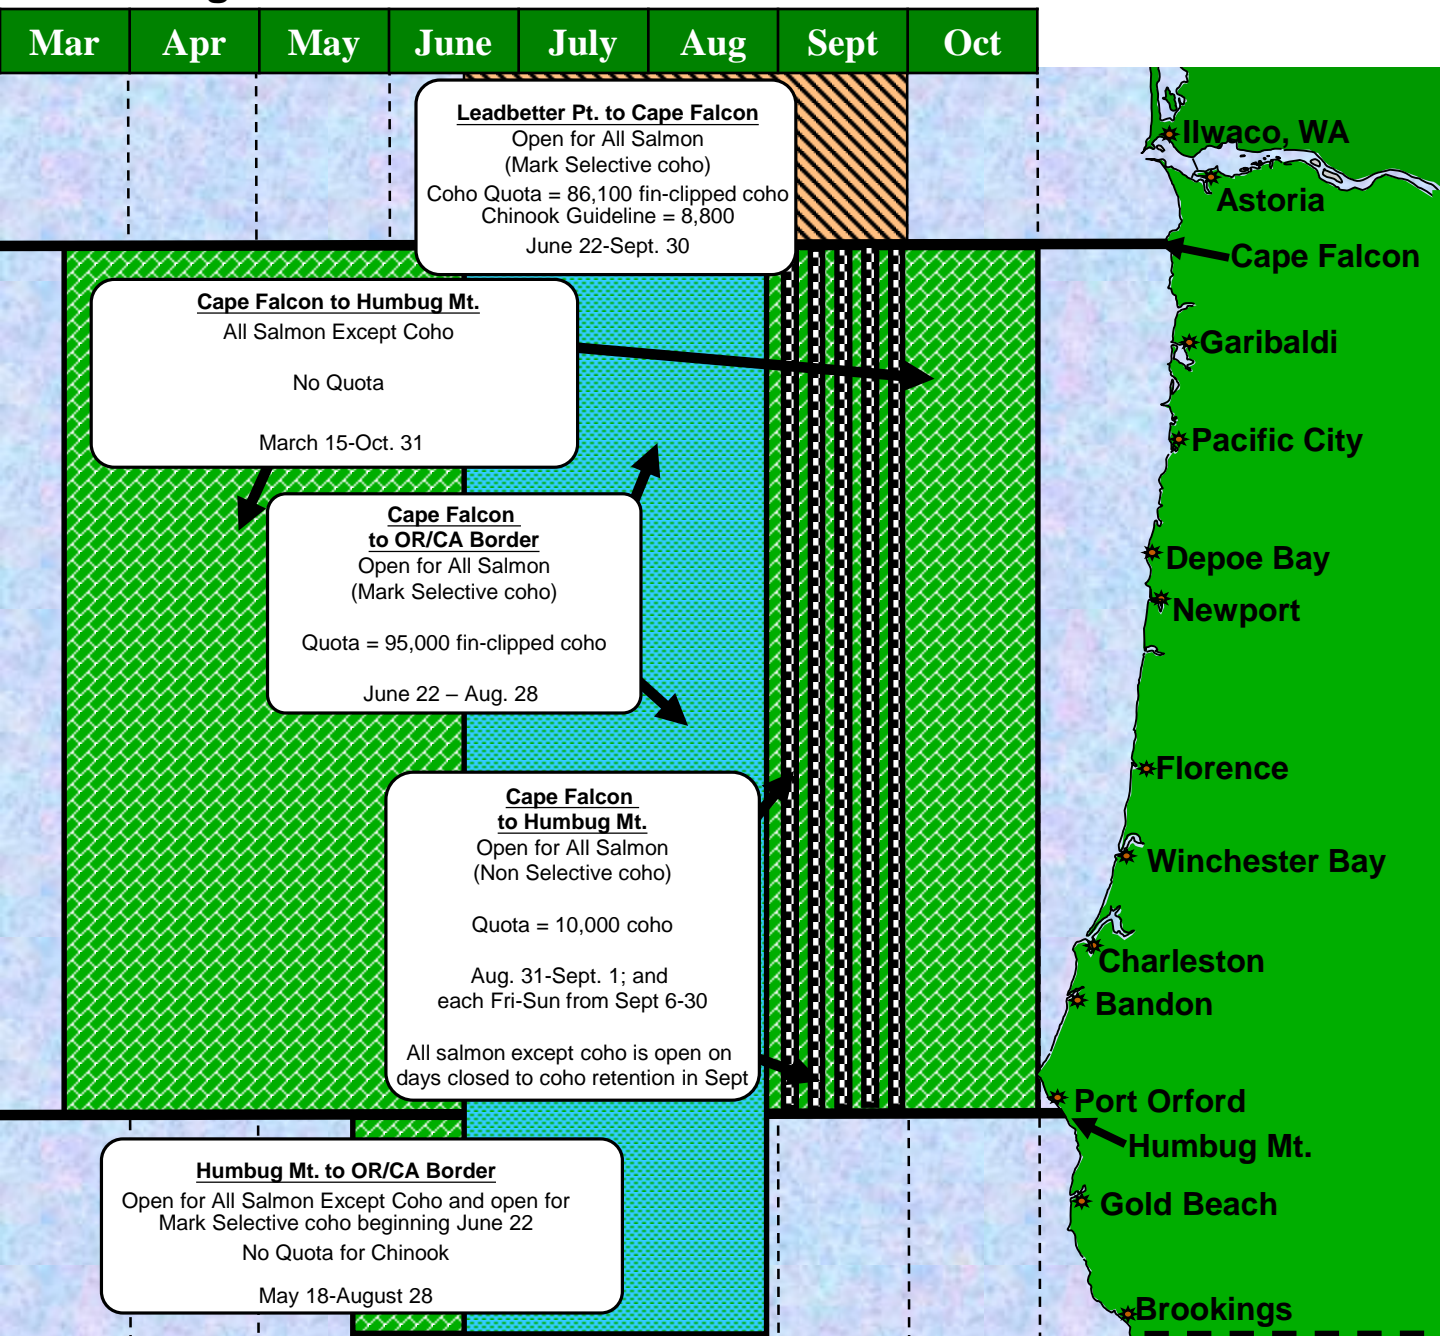 Mar Apr May June July Aug Sept Oct
Leadbetter Pt. to Cape Falcon
Open for All Salmon
(Mark Selective coho)
Coho Quota = 86,100 fin-clipped coho
Chinook Guideline = 8,800
June 22-Sept. 30
Cape Falcon to Humbug Mt.
All Salmon Except Coho
No Quota
March 15-Oct. 31
Cape Falcon
to OR/CA Border
Open for All Salmon
(Mark Selective coho)
Quota = 95,000 fin-clipped coho
June 22 – Aug. 28
Cape Falcon
to Humbug Mt.
Open for All Salmon
(Non Selective coho)
Quota = 10,000 coho
Aug. 31-Sept. 1; and
each Fri-Sun from Sept 6-30
All salmon except coho is open on
days closed to coho retention in Sept
Humbug Mt. to OR/CA Border
Open for All Salmon Except Coho and open for
Mark Selective coho beginning June 22
No Quota for Chinook
May 18-August 28
Ilwaco, WA
Astoria
Cape Falcon
Garibaldi
Pacific City
Depoe Bay
Newport
Florence
Winchester Bay
Charleston
Bandon
Port Orford
Humbug Mt.
Gold Beach
Brookings